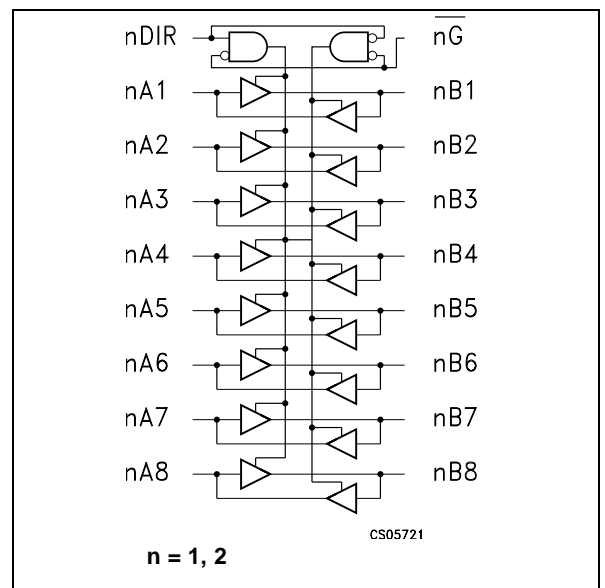 nDIR nG̅
nA1 nB1
nA2 nB2
nA3 nB3
nA4 nB4
nA5 nB5
nA6 nB6
nA7 nB7
nA8 nB8
CS05721
n = 1, 2